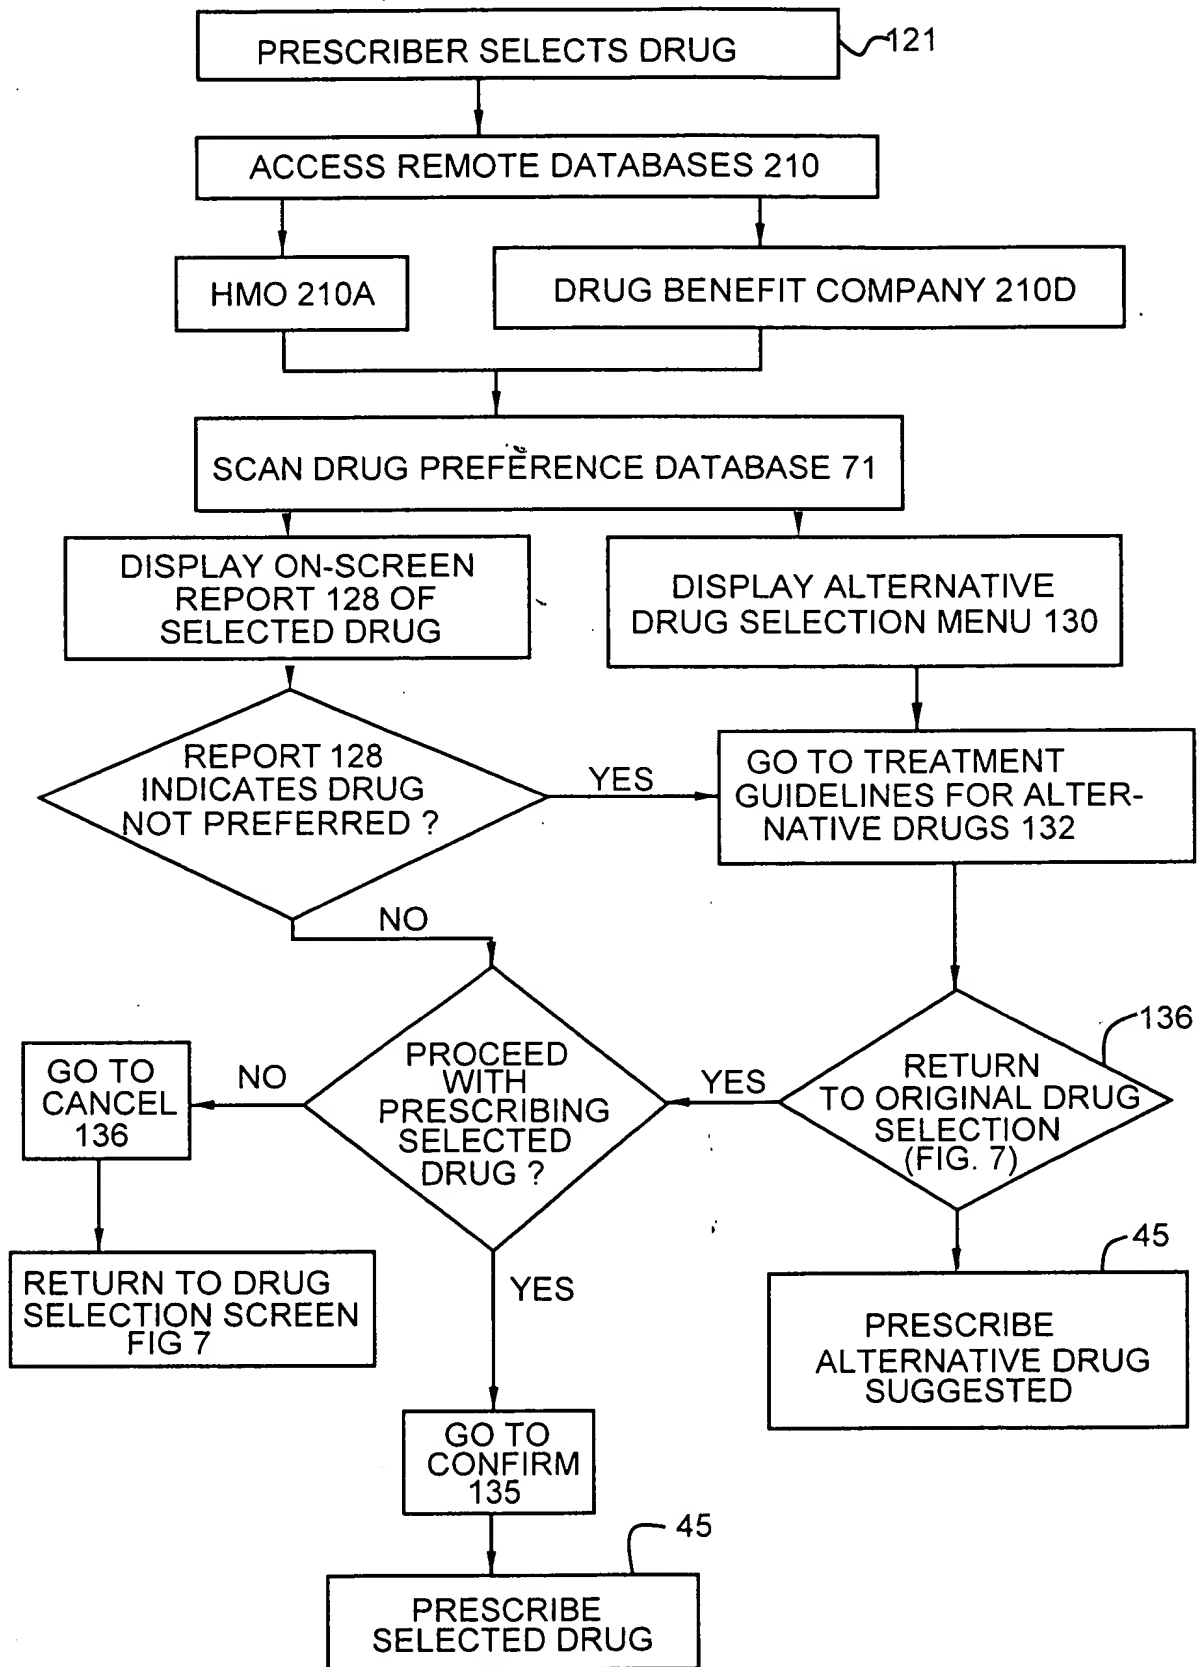 PRESCRIBER SELECTS DRUG
121
ACCESS REMOTE DATABASES 210
HMO 210A
DRUG BENEFIT COMPANY 210D
SCAN DRUG PREFERENCE DATABASE 71
DISPLAY ON-SCREEN
REPORT 128 OF
SELECTED DRUG
DISPLAY ALTERNATIVE
DRUG SELECTION MENU 130
REPORT 128
INDICATES DRUG
NOT PREFERRED ?
YES
GO TO TREATMENT
GUIDELINES FOR ALTER-
NATIVE DRUGS 132
NO
136
RETURN
TO ORIGINAL DRUG
SELECTION
(FIG. 7)
YES
PROCEED
WITH
PRESCRIBING
SELECTED
DRUG ?
NO
GO TO
CANCEL
136
RETURN TO DRUG
SELECTION SCREEN
FIG 7
YES
45
PRESCRIBE
ALTERNATIVE DRUG
SUGGESTED
GO TO
CONFIRM
135
45
PRESCRIBE
SELECTED DRUG